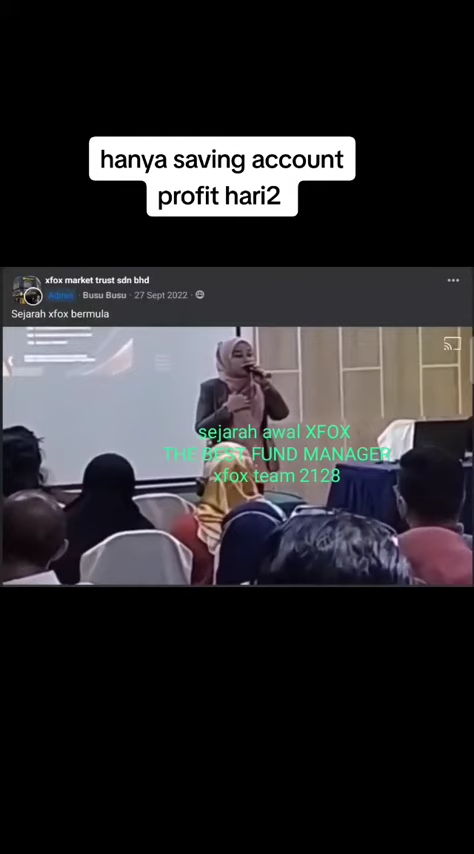 hanya saving account
profit hari2
xfox market trust sdn bhd
Admin · Busu Busu · 27 Sept 2022 ·
Sejarah xfox bermula
sejarah awal XFOX
THE BEST FUND MANAGER
xfox team 2128